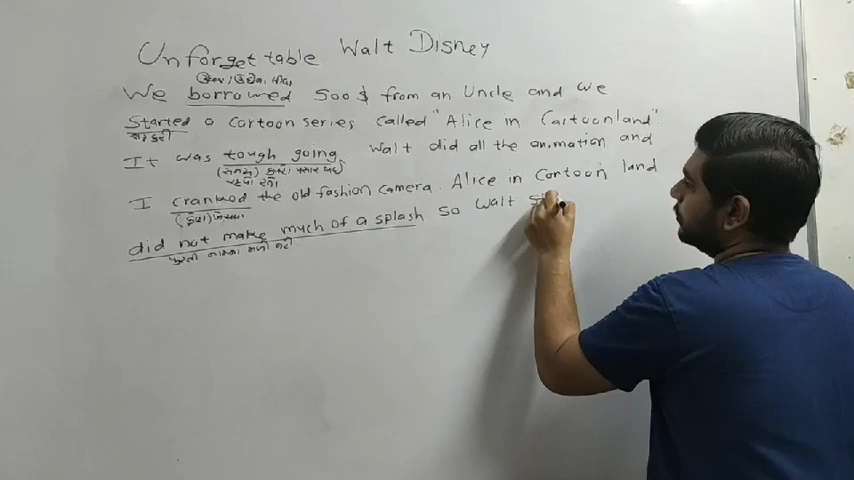 Unforgettable Walt Disney
We borrowed 500$ from an Uncle and we
Started a cartoon series called "Alice in Cartoonland".
શરૂ કરી
It was tough going, Walt did all the animation and
I cranked the old fashion camera. Alice in Cartoon land
did not make much of a splash so Walt s